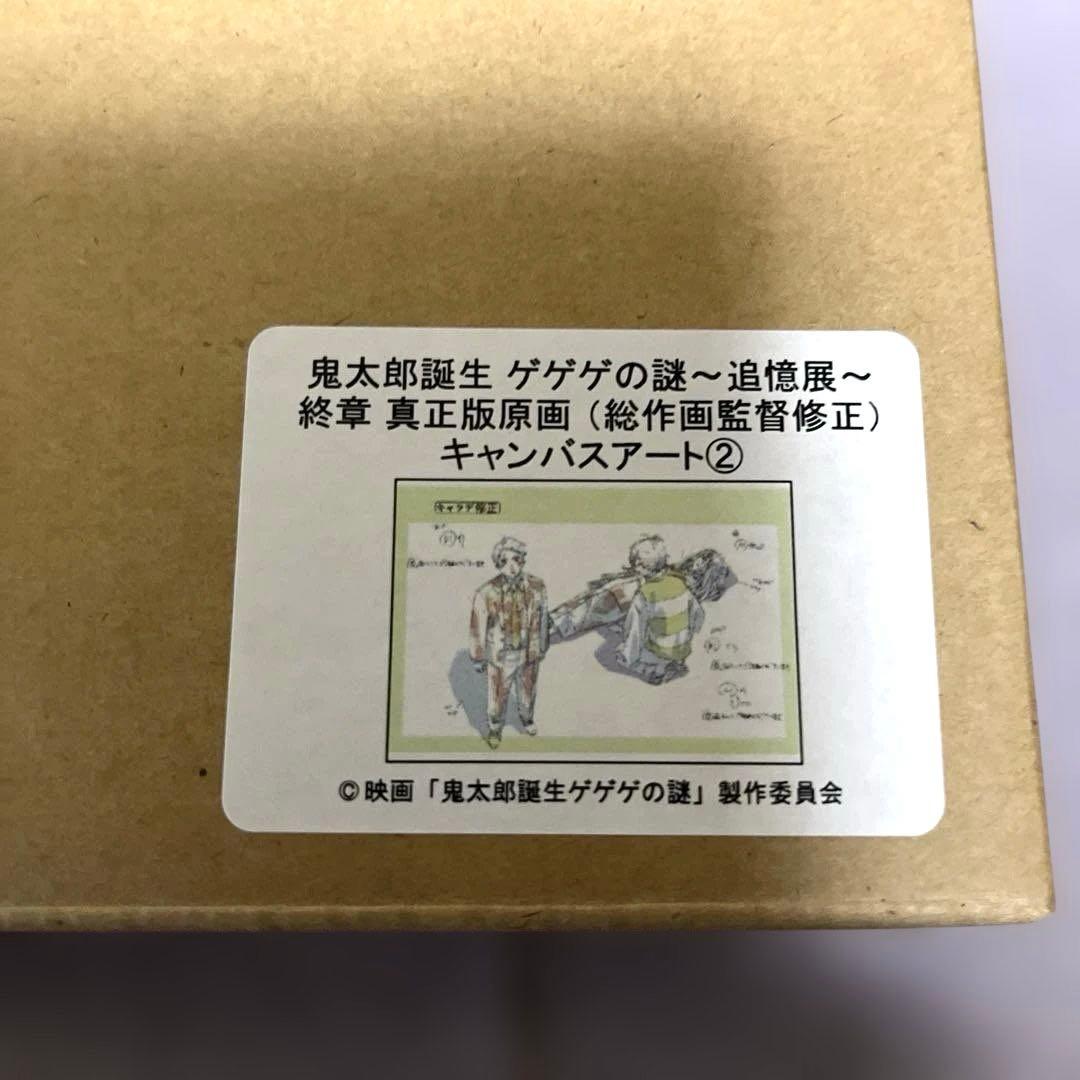 鬼太郎誕生 ゲゲゲの謎～追憶展～
終章 真正版原画（総作画監督修正）
キャンバスアート②
キャラデ修正
©映画「鬼太郎誕生ゲゲゲの謎」製作委員会